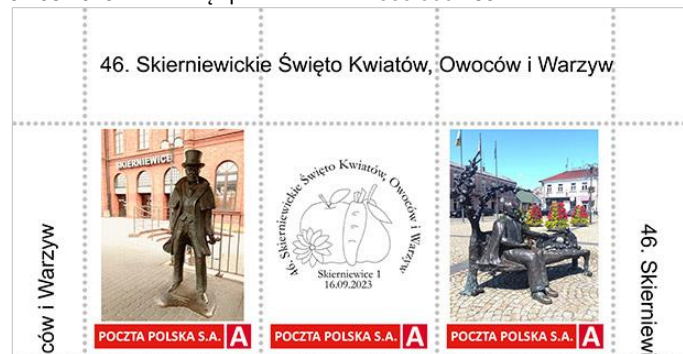 46. Skierniewickie Święto Kwiatów, Owoców i Warzyw
ców i Warzyw
SKIERNIEWICE
46. Skierniewickie Święto Kwiatów, Owoców i Warzyw
Skierniewice 1
16.09.2023
46. Skierniew
POCZTA POLSKA S.A. A
POCZTA POLSKA S.A. A
POCZTA POLSKA S.A. A